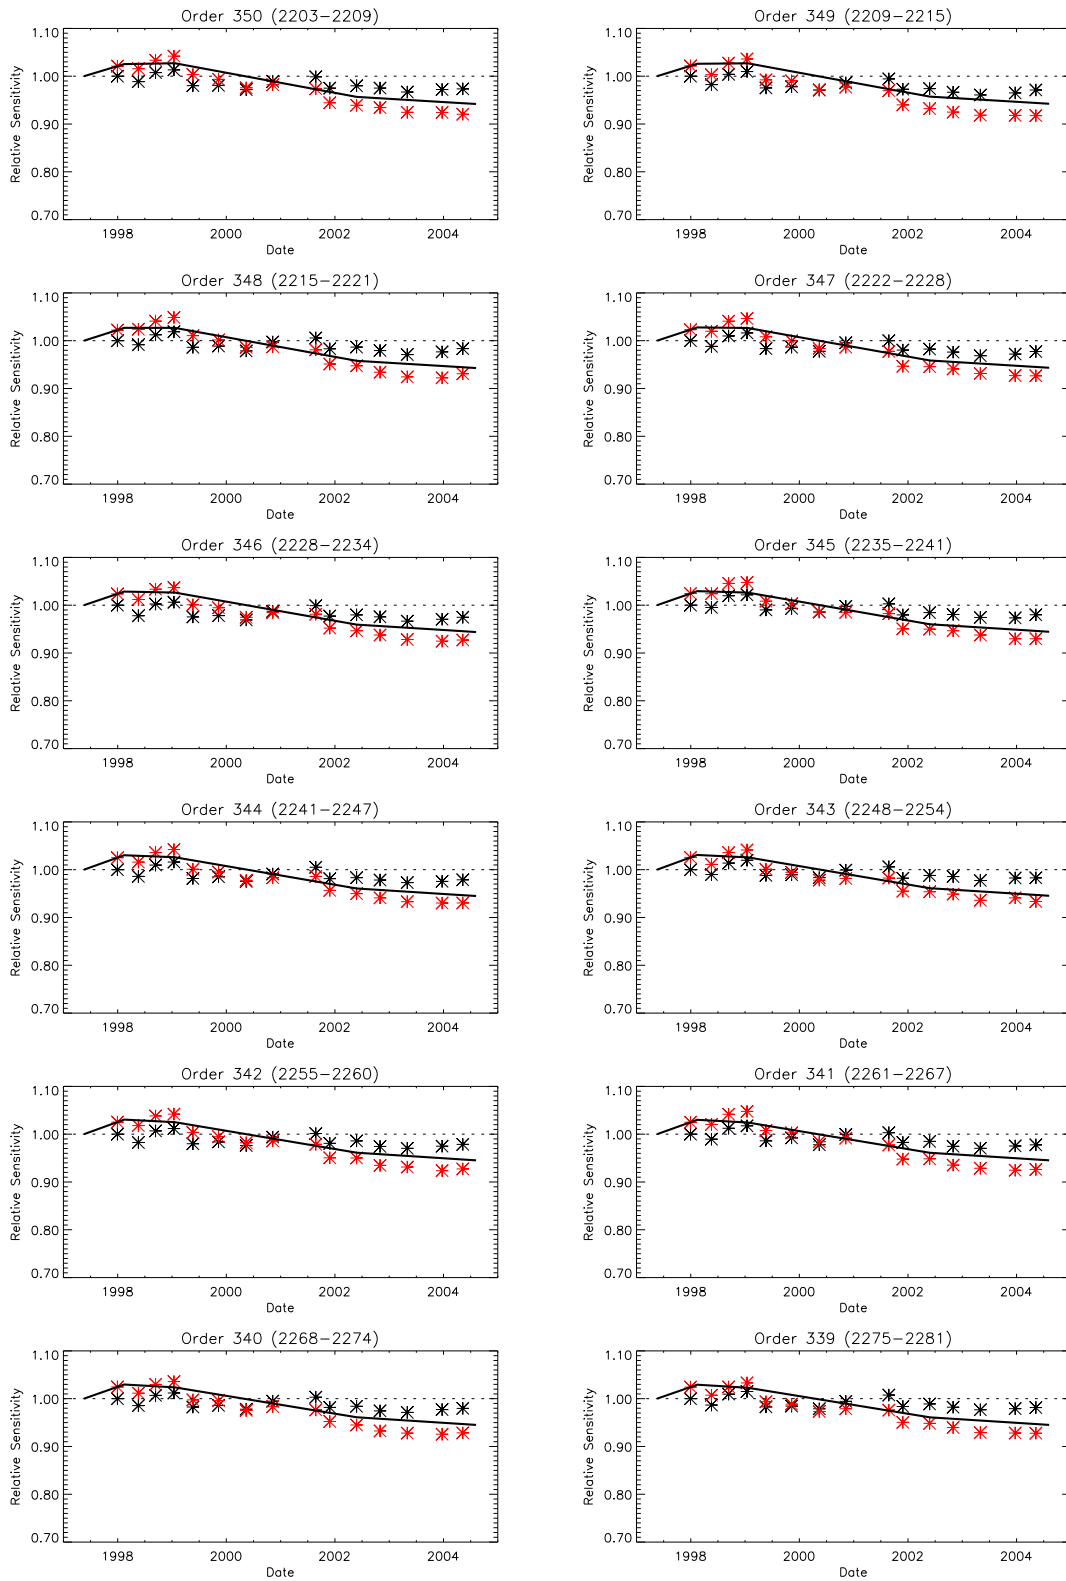 Order 350 (2203-2209)
1.10
1.00
0.90
0.80
0.70
Relative Sensitivity
1998 2000 2002 2004
Date
Order 349 (2209-2215)
1.10
1.00
0.90
0.80
0.70
Relative Sensitivity
1998 2000 2002 2004
Date
Order 348 (2215-2221)
1.10
1.00
0.90
0.80
0.70
Relative Sensitivity
1998 2000 2002 2004
Date
Order 347 (2222-2228)
1.10
1.00
0.90
0.80
0.70
Relative Sensitivity
1998 2000 2002 2004
Date
Order 346 (2228-2234)
1.10
1.00
0.90
0.80
0.70
Relative Sensitivity
1998 2000 2002 2004
Date
Order 345 (2235-2241)
1.10
1.00
0.90
0.80
0.70
Relative Sensitivity
1998 2000 2002 2004
Date
Order 344 (2241-2247)
1.10
1.00
0.90
0.80
0.70
Relative Sensitivity
1998 2000 2002 2004
Date
Order 343 (2248-2254)
1.10
1.00
0.90
0.80
0.70
Relative Sensitivity
1998 2000 2002 2004
Date
Order 342 (2255-2260)
1.10
1.00
0.90
0.80
0.70
Relative Sensitivity
1998 2000 2002 2004
Date
Order 341 (2261-2267)
1.10
1.00
0.90
0.80
0.70
Relative Sensitivity
1998 2000 2002 2004
Date
Order 340 (2268-2274)
1.10
1.00
0.90
0.80
0.70
Relative Sensitivity
1998 2000 2002 2004
Date
Order 339 (2275-2281)
1.10
1.00
0.90
0.80
0.70
Relative Sensitivity
1998 2000 2002 2004
Date